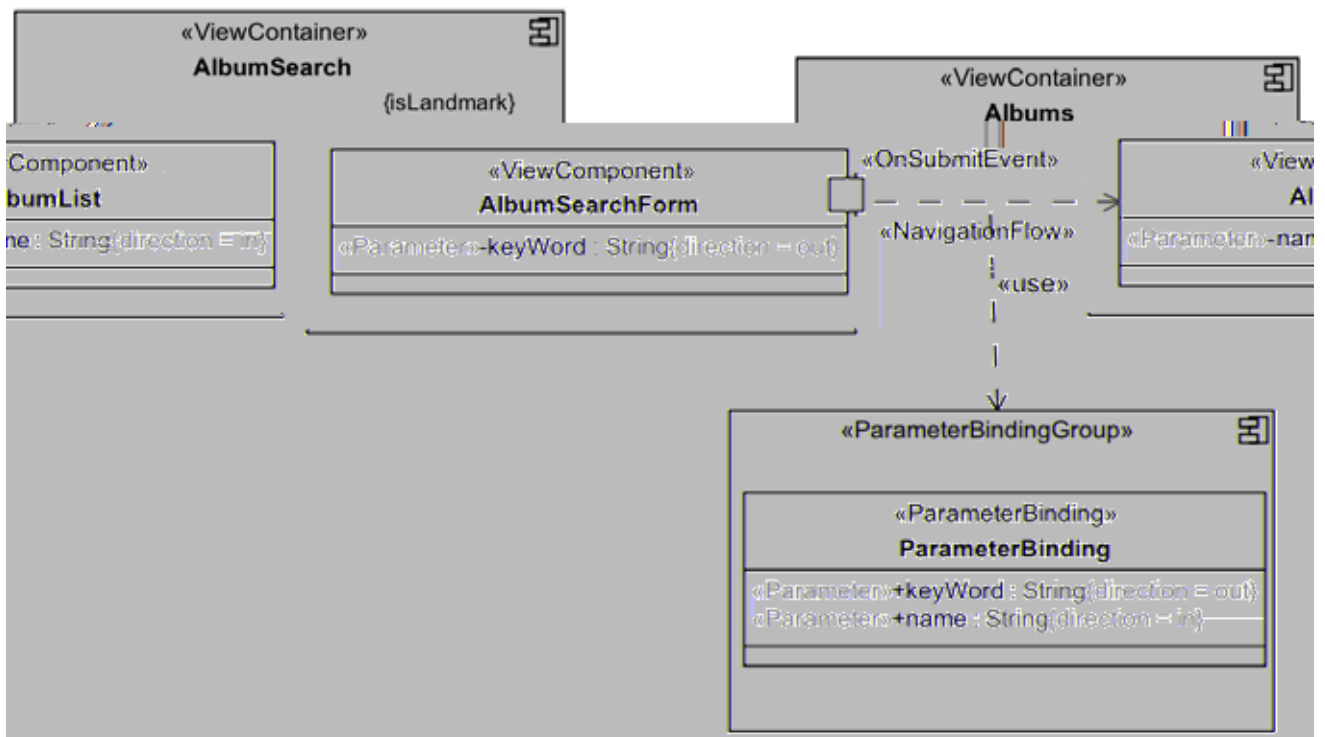 «ViewContainer»
AlbumSearch
{isLandmark}
«ViewContainer»
Albums
Component»
bumList
me : String{direction = in}
«ViewComponent»
AlbumSearchForm
«Parameter»-keyWord : String{direction = out}
«OnSubmitEvent»
«NavigationFlow»
«use»
«View
Al
«Parameter»-nam
«ParameterBindingGroup»
«ParameterBinding»
ParameterBinding
«Parameter»+keyWord : String{direction = out}
«Parameter»+name : String{direction = in}